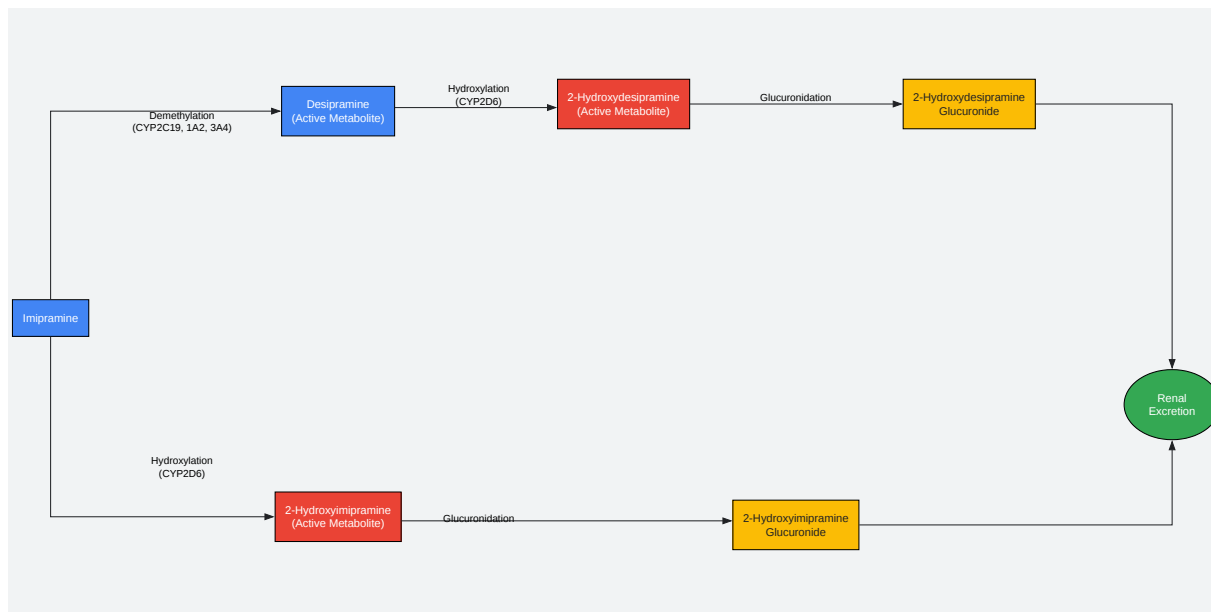 Imipramine
Demethylation
(CYP2C19, 1A2, 3A4)
Desipramine
(Active Metabolite)
Hydroxylation
(CYP2D6)
2-Hydroxydesipramine
(Active Metabolite)
Glucuronidation
2-Hydroxydesipramine
Glucuronide
Hydroxylation
(CYP2D6)
2-Hydroxyimipramine
(Active Metabolite)
Glucuronidation
2-Hydroxyimipramine
Glucuronide
Renal
Excretion